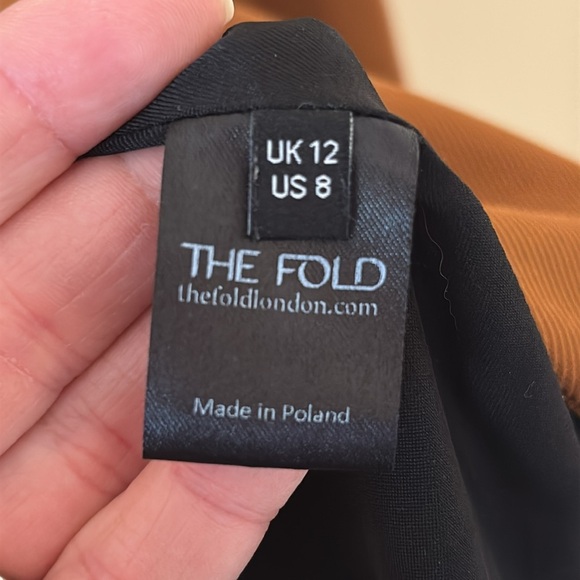 UK 12
US 8
THE FOLD
thefoldlondon.com
Made in Poland